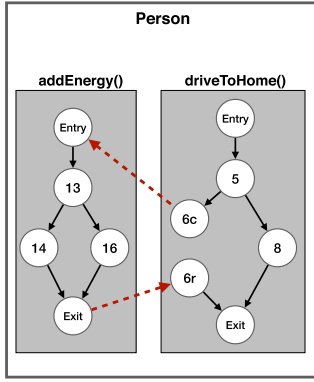 Person
addEnergy()
driveToHome()
Entry
13
14
16
Exit
Entry
5
6c
8
6r
Exit